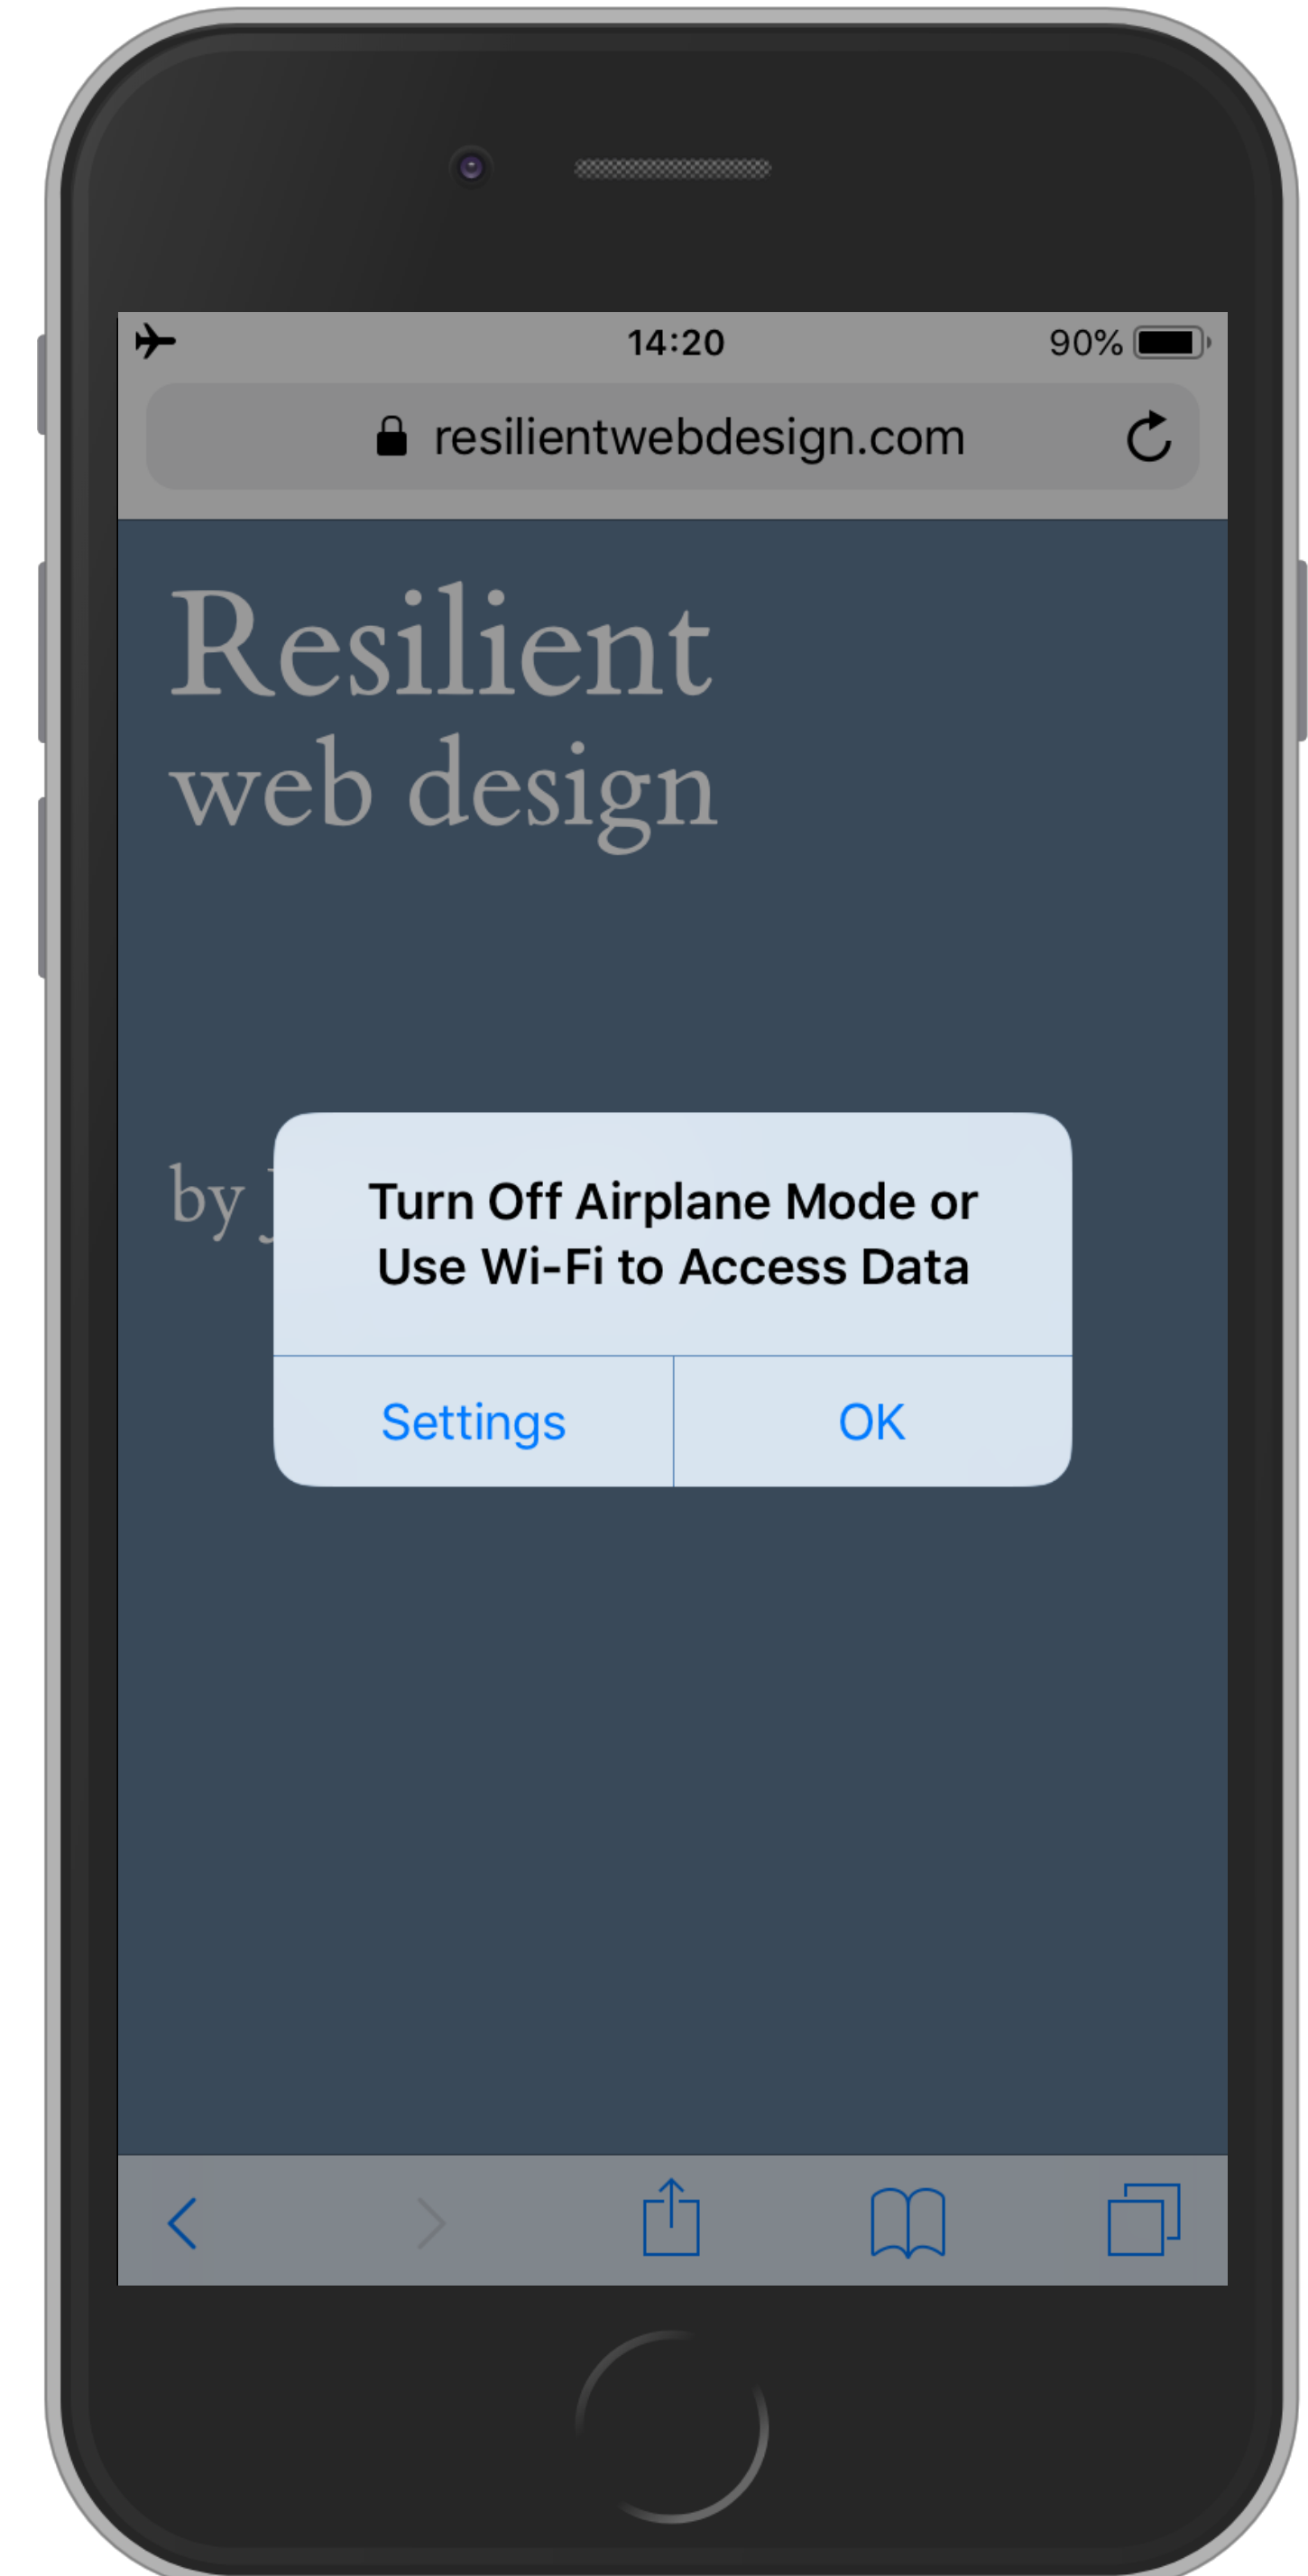 14:20
90%
resilientwebdesign.com
Resilient
web design
by
Turn Off Airplane Mode or
Use Wi-Fi to Access Data
Settings
OK